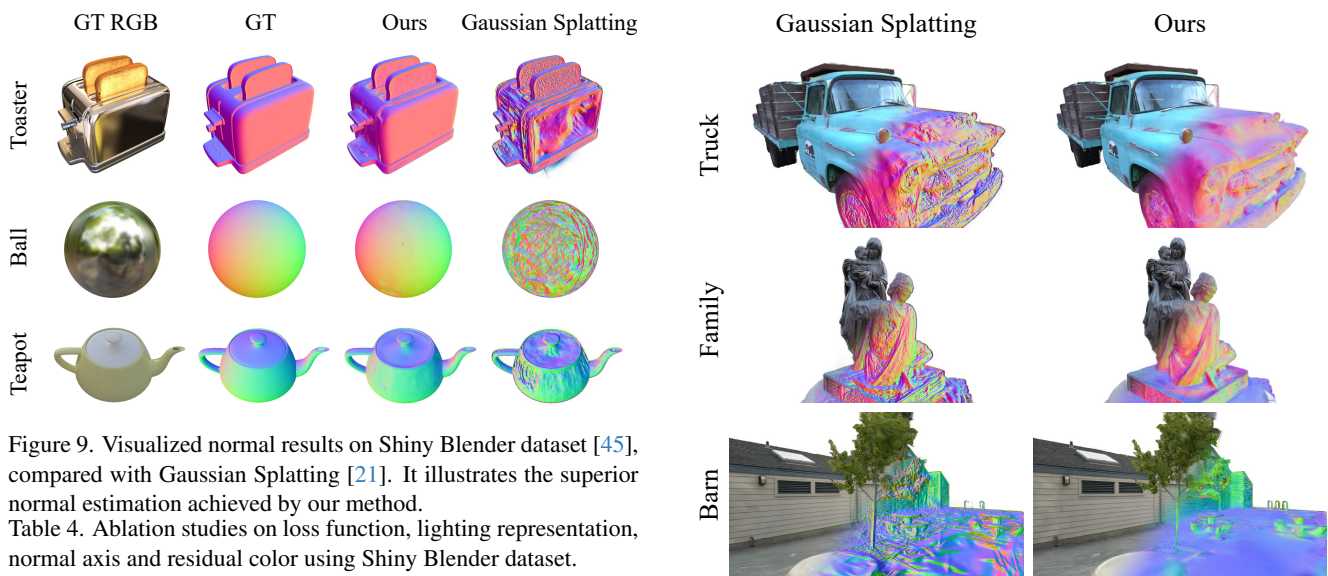 GT RGB GT Ours Gaussian Splatting
Toaster
Ball
Teapot
Figure 9. Visualized normal results on Shiny Blender dataset [45],
compared with Gaussian Splatting [21]. It illustrates the superior
normal estimation achieved by our method.
Table 4. Ablation studies on loss function, lighting representation,
normal axis and residual color using Shiny Blender dataset.
Gaussian Splatting Ours
Truck
Family
Barn